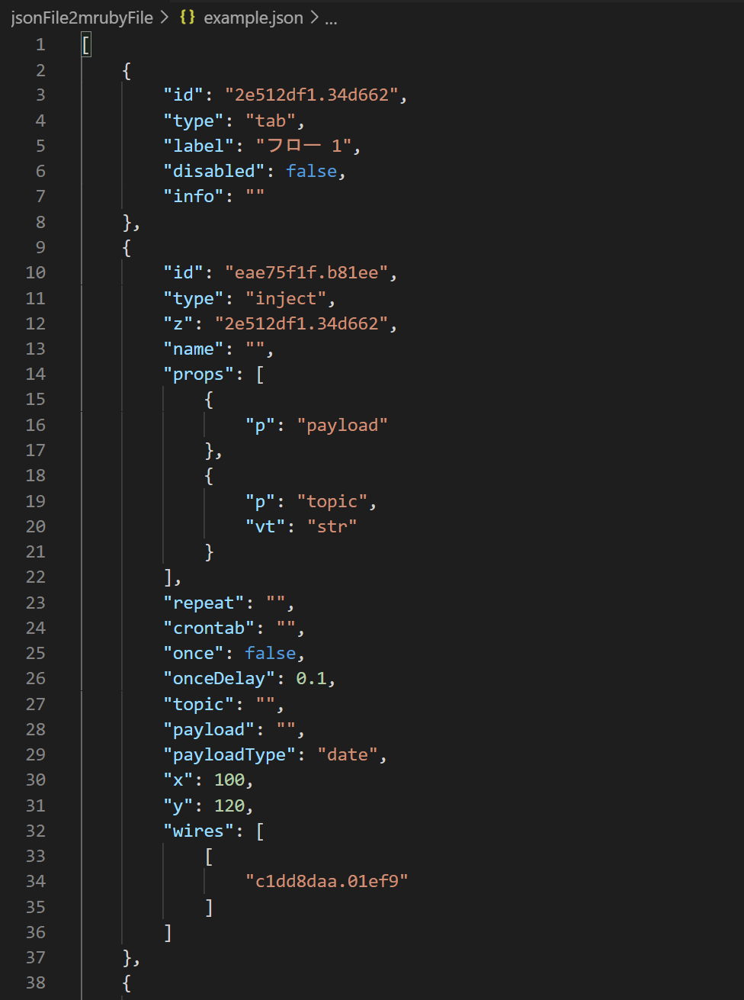 jsonFile2mrubyFile > {} example.json > ...
1 [
2 {
3 "id": "2e512df1.34d662",
4 "type": "tab",
5 "label": "フロー 1",
6 "disabled": false,
7 "info": ""
8 },
9 {
10 "id": "eae75f1f.b81ee",
11 "type": "inject",
12 "z": "2e512df1.34d662",
13 "name": "",
14 "props": [
15 {
16 "p": "payload"
17 },
18 {
19 "p": "topic",
20 "vt": "str"
21 }
22 ],
23 "repeat": "",
24 "crontab": "",
25 "once": false,
26 "onceDelay": 0.1,
27 "topic": "",
28 "payload": "",
29 "payloadType": "date",
30 "x": 100,
31 "y": 120,
32 "wires": [
33 [
34 "c1dd8daa.01ef9"
35 ]
36 ]
37 },
38 {